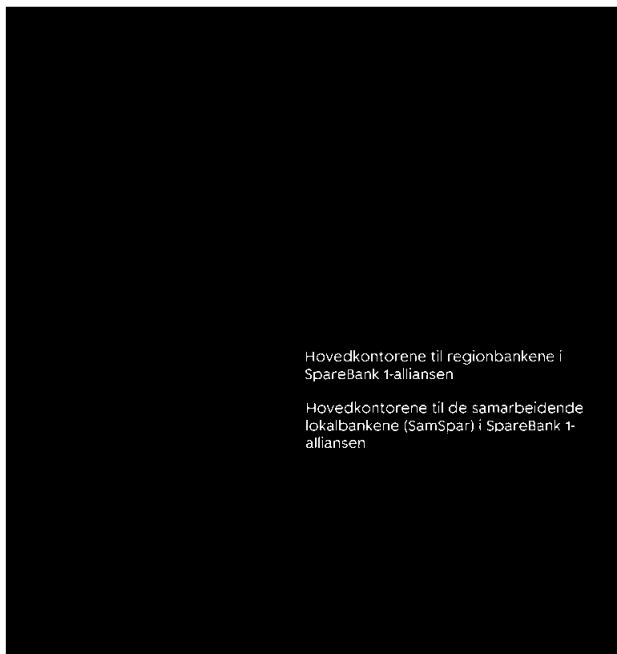 Hovedkontorene til regionbankene i
SpareBank 1-alliansen
Hovedkontorene til de samarbeidende
lokalbankene (SamSpar) i SpareBank 1-
alliansen